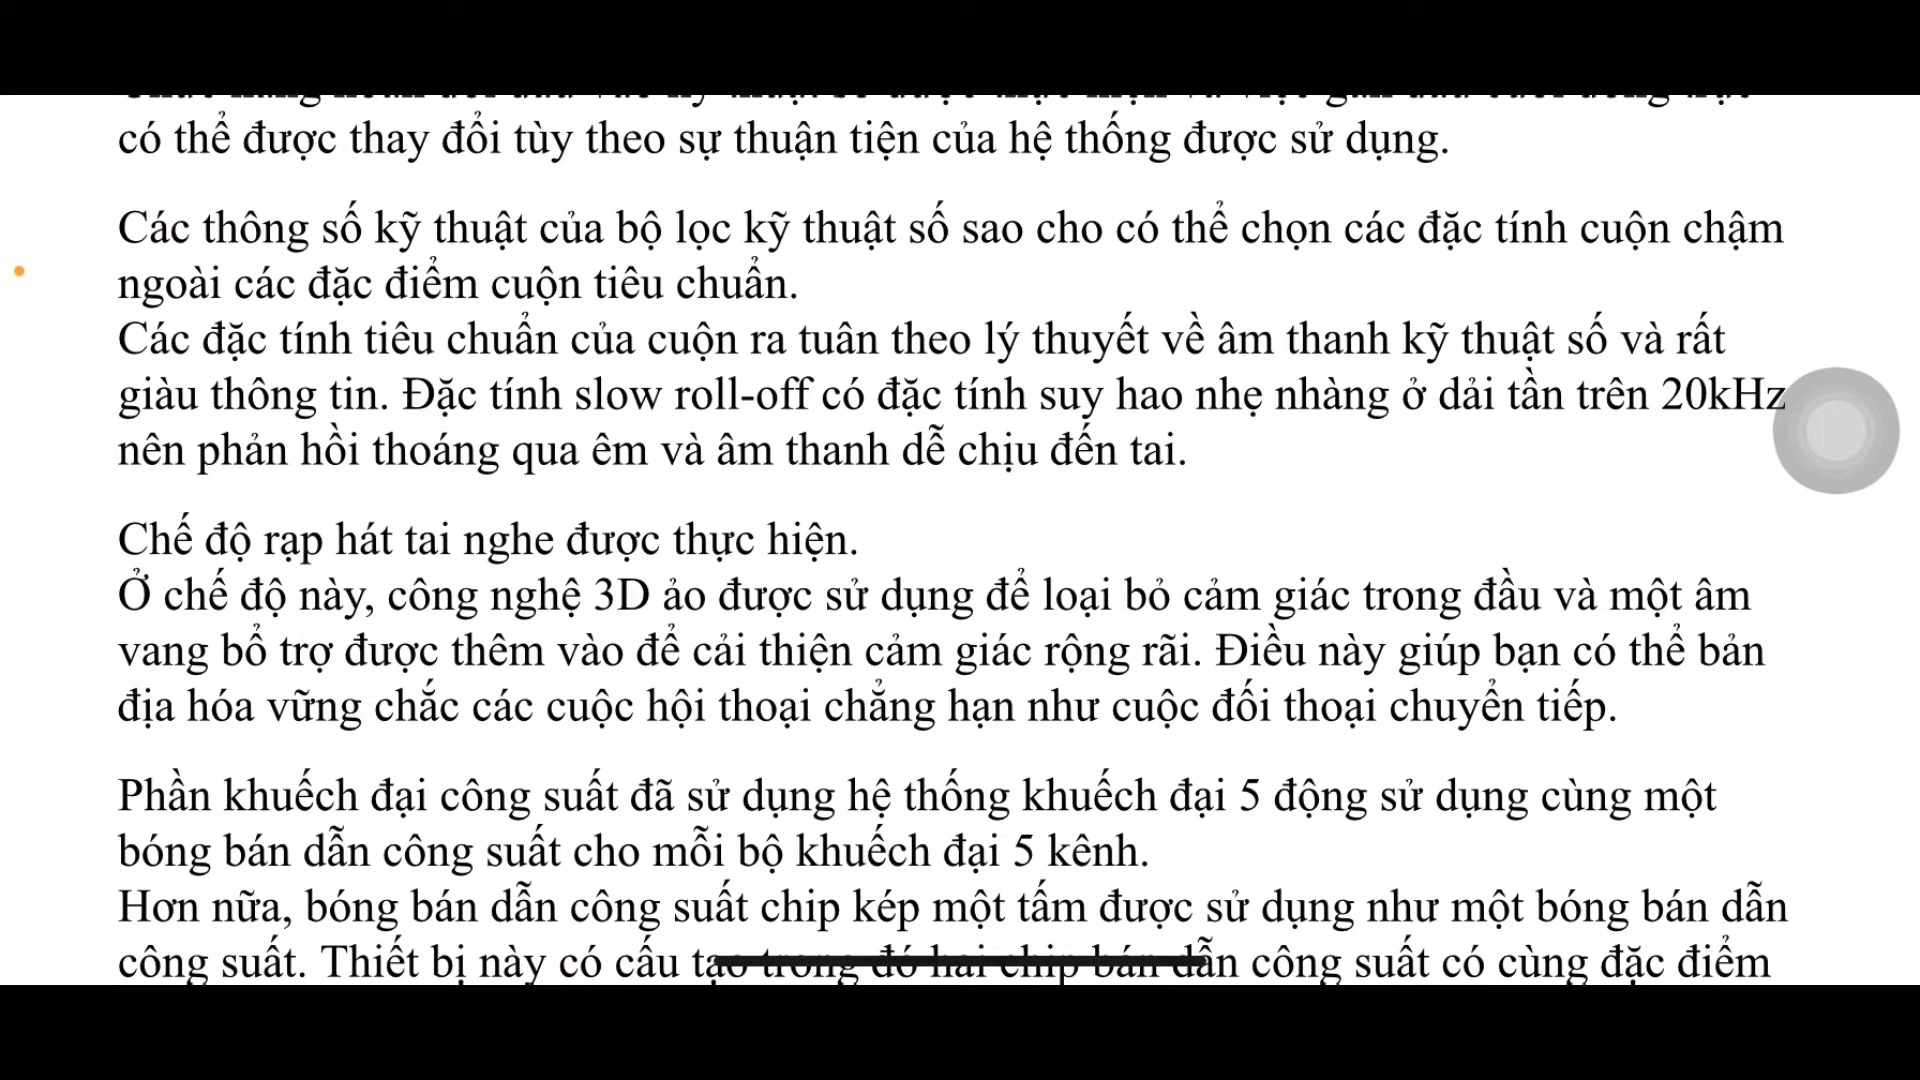 có thể được thay đổi tùy theo sự thuận tiện của hệ thống được sử dụng.
Các thông số kỹ thuật của bộ lọc kỹ thuật số sao cho có thể chọn các đặc tính cuộn chậm
ngoài các đặc điểm cuộn tiêu chuẩn.
Các đặc tính tiêu chuẩn của cuộn ra tuân theo lý thuyết về âm thanh kỹ thuật số và rất
giàu thông tin. Đặc tính slow roll-off có đặc tính suy hao nhẹ nhàng ở dải tần trên 20kHz
nên phản hồi thoáng qua êm và âm thanh dễ chịu đến tai.
Chế độ rạp hát tai nghe được thực hiện.
Ở chế độ này, công nghệ 3D ảo được sử dụng để loại bỏ cảm giác trong đầu và một âm
vang bổ trợ được thêm vào để cải thiện cảm giác rộng rãi. Điều này giúp bạn có thể bản
địa hóa vững chắc các cuộc hội thoại chẳng hạn như cuộc đối thoại chuyển tiếp.
Phần khuếch đại công suất đã sử dụng hệ thống khuếch đại 5 động sử dụng cùng một
bóng bán dẫn công suất cho mỗi bộ khuếch đại 5 kênh.
Hơn nữa, bóng bán dẫn công suất chip kép một tấm được sử dụng như một bóng bán dẫn
công suất. Thiết bị này có cấu tạo trong đó hai chip bán dẫn công suất có cùng đặc điểm